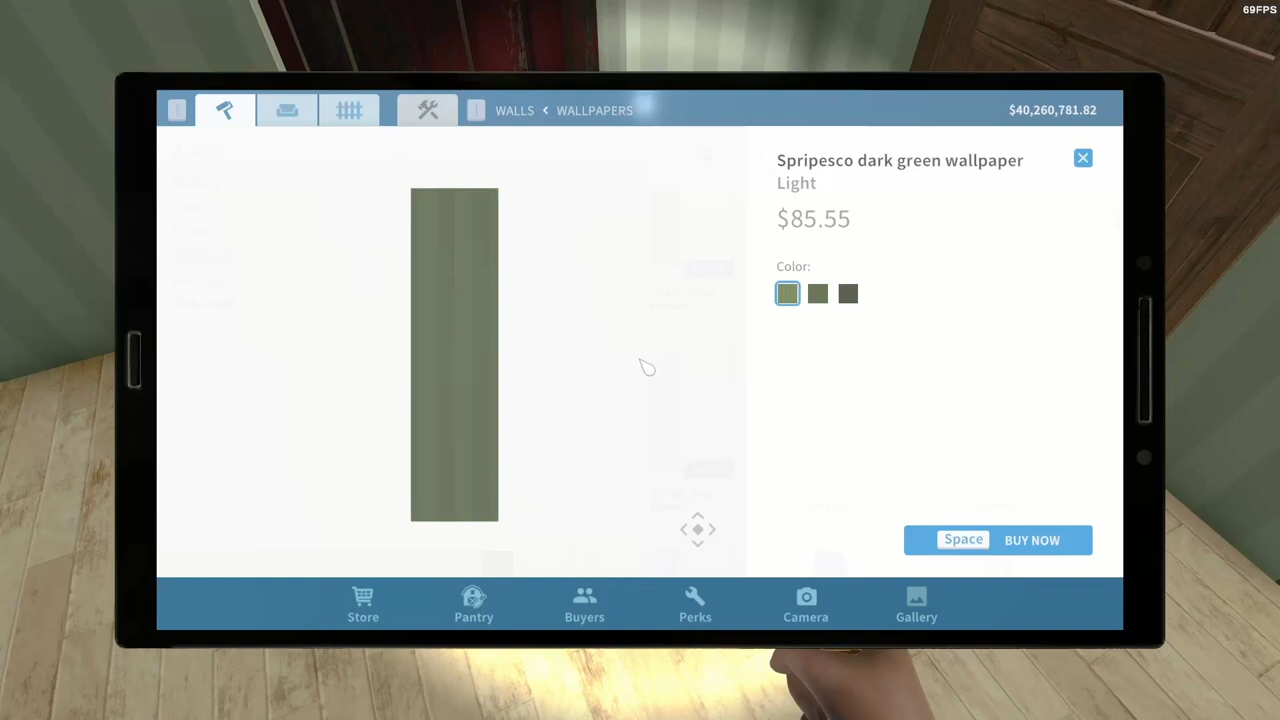 69FPS
WALLS < WALLPAPERS
$40,260,781.82
Spripesco dark green wallpaper
Light
$85.55
Color:
Space BUY NOW
Store Pantry Buyers Perks Camera Gallery